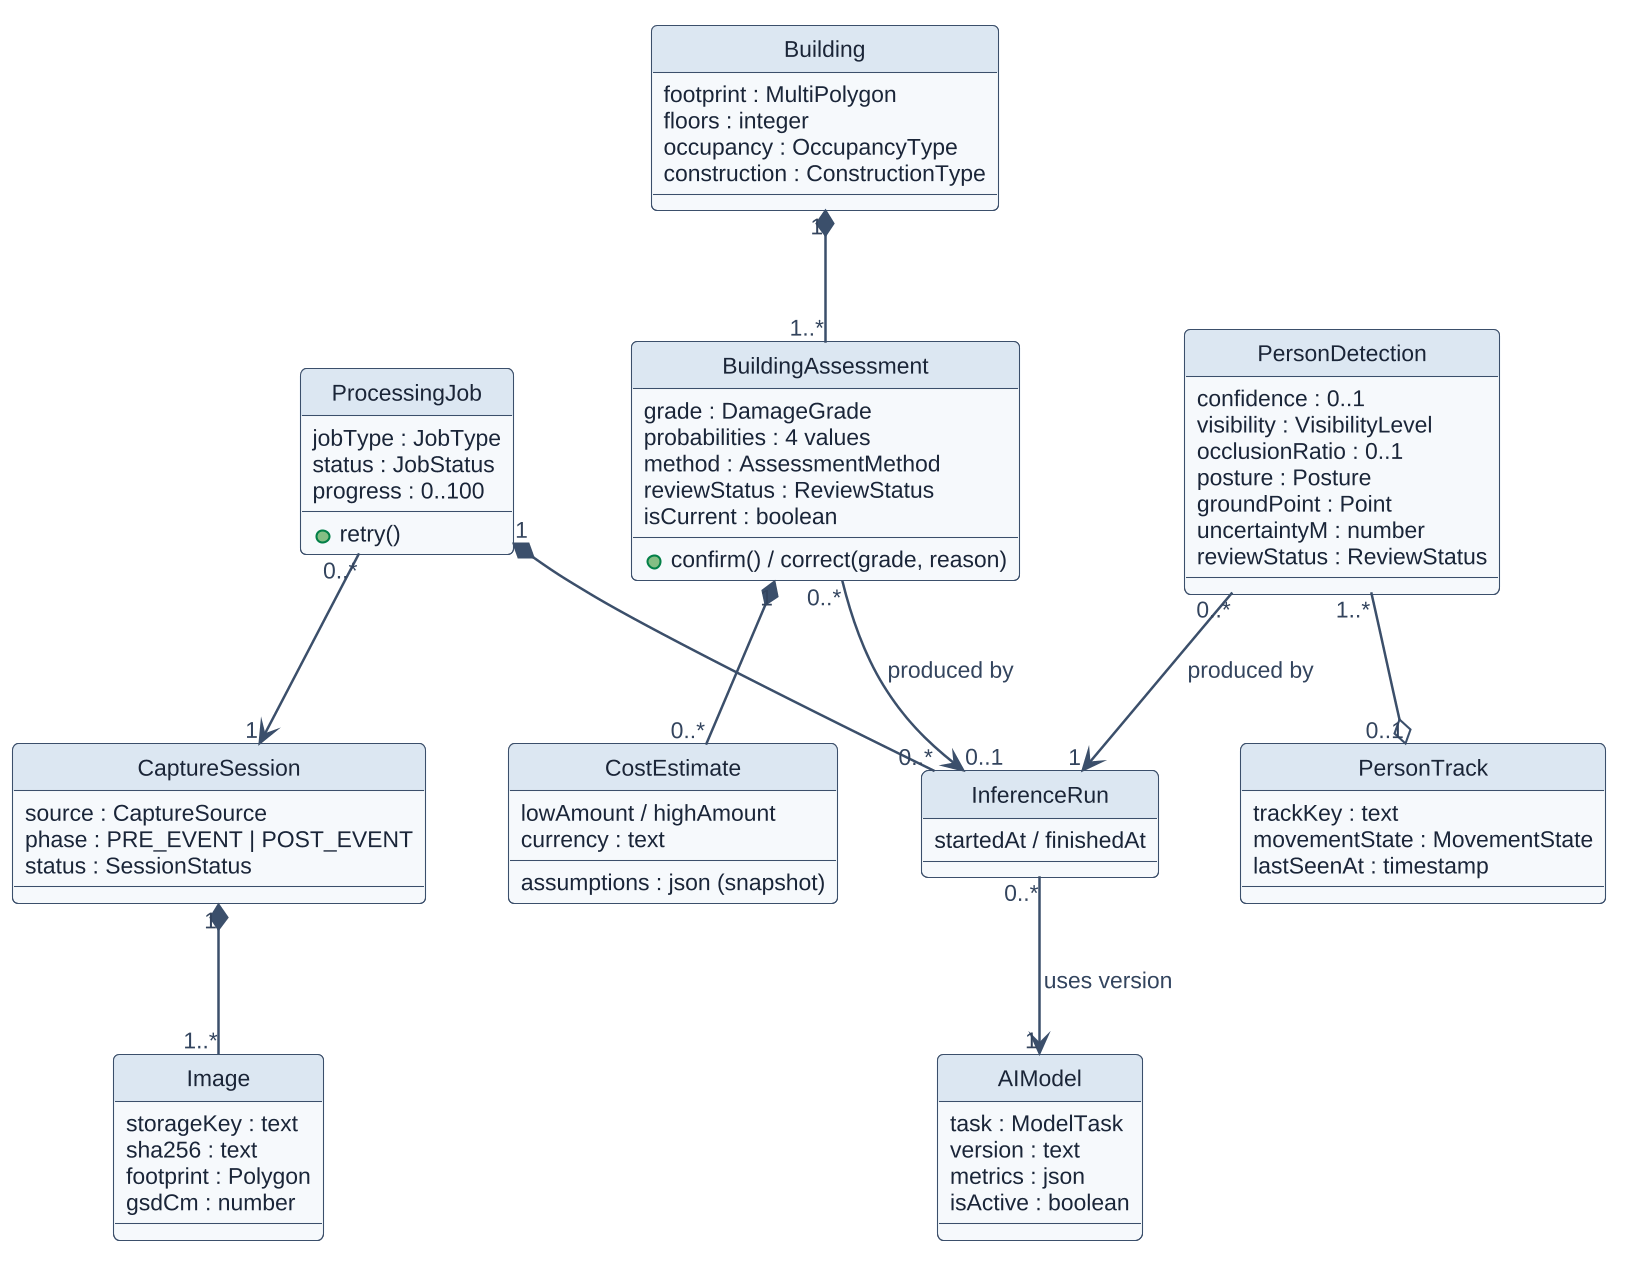 Building
footprint : MultiPolygon
floors : integer
occupancy : OccupancyType
construction : ConstructionType
1
1..*
ProcessingJob
jobType : JobType
status : JobStatus
progress : 0..100
retry()
1
0..*
BuildingAssessment
grade : DamageGrade
probabilities : 4 values
method : AssessmentMethod
reviewStatus : ReviewStatus
isCurrent : boolean
confirm() / correct(grade, reason)
1
0..*
PersonDetection
confidence : 0..1
visibility : VisibilityLevel
occlusionRatio : 0..1
posture : Posture
groundPoint : Point
uncertaintyM : number
reviewStatus : ReviewStatus
0..*
1..*
produced by
produced by
1
0..*
0..*
0..1
1
0..1
CaptureSession
source : CaptureSource
phase : PRE_EVENT | POST_EVENT
status : SessionStatus
1
CostEstimate
lowAmount / highAmount
currency : text
assumptions : json (snapshot)
InferenceRun
startedAt / finishedAt
0..*
PersonTrack
trackKey : text
movementState : MovementState
lastSeenAt : timestamp
uses version
1..*
1
Image
storageKey : text
sha256 : text
footprint : Polygon
gsdCm : number
AIModel
task : ModelTask
version : text
metrics : json
isActive : boolean